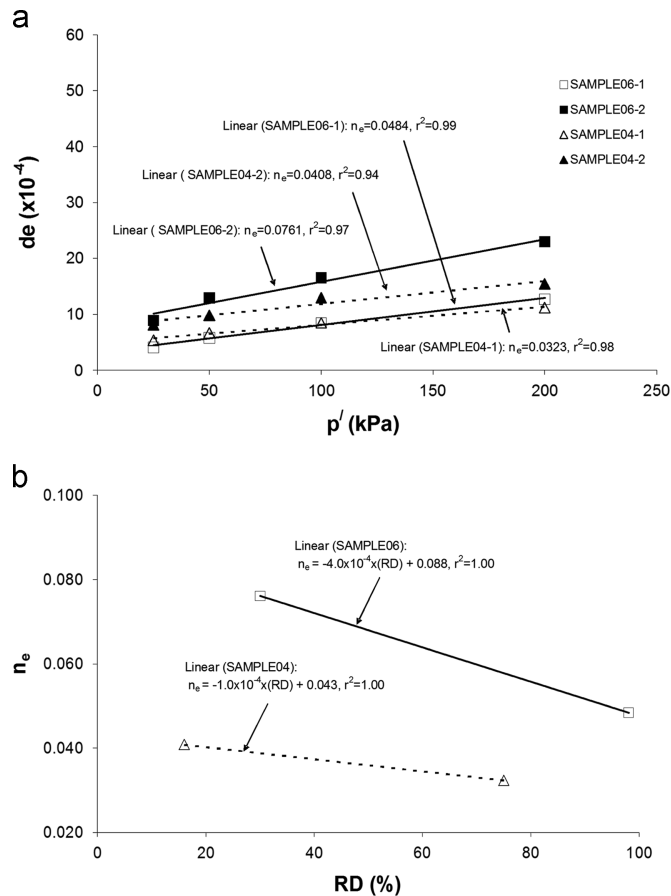 a
60
50
40
30
20
10
0
de (x10⁻⁴)
SAMPLE06-1
SAMPLE06-2
SAMPLE04-1
SAMPLE04-2
Linear (SAMPLE06-1): nₑ=0.0484, r²=0.99
Linear ( SAMPLE04-2): nₑ=0.0408, r²=0.94
Linear ( SAMPLE06-2): nₑ=0.0761, r²=0.97
Linear(SAMPLE04-1): nₑ=0.0323, r²=0.98
0 50 100 150 200 250
p′ (kPa)
b
0.100
0.080
0.060
0.040
0.020
nₑ
Linear (SAMPLE06):
nₑ = -4.0x10⁻⁴x(RD) + 0.088, r²=1.00
Linear (SAMPLE04):
nₑ = -1.0x10⁻⁴x(RD) + 0.043, r²=1.00
0 20 40 60 80 100
RD (%)